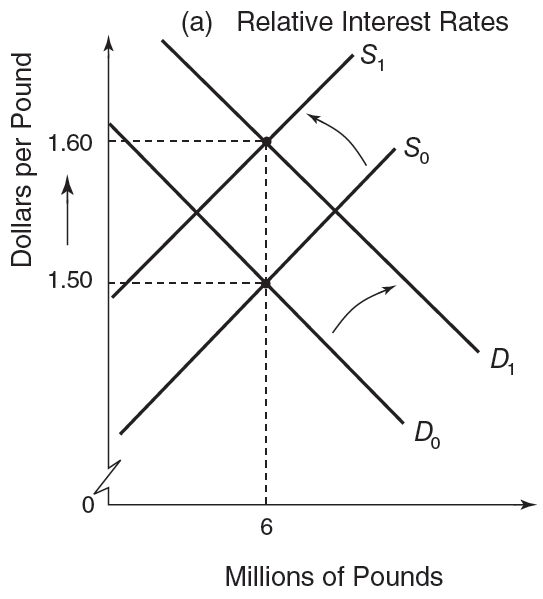 (a) Relative Interest Rates
Dollars per Pound
S1
1.60
S0
1.50
D1
D0
0
6
Millions of Pounds